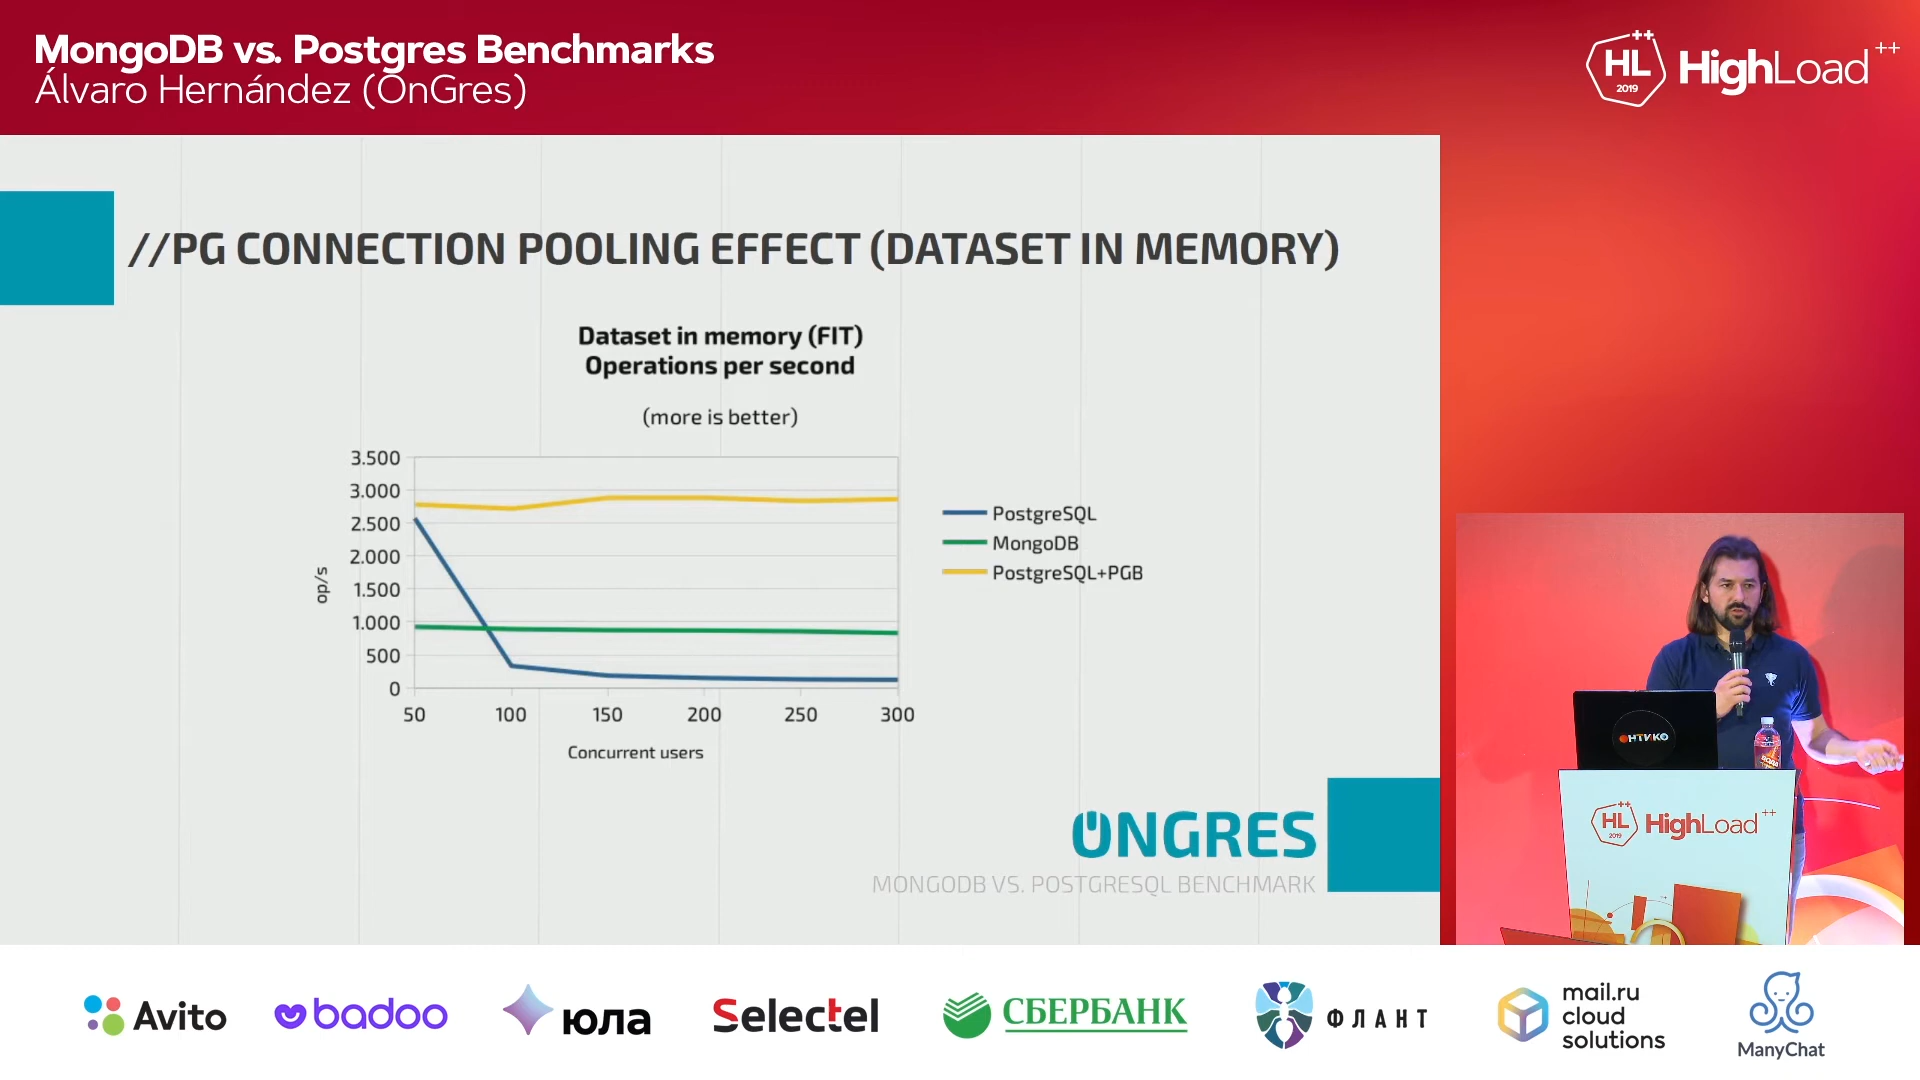 MongoDB vs. Postgres Benchmarks
Álvaro Hernández (OnGres)
HL
2019
HighLoad++
//PG CONNECTION POOLING EFFECT (DATASET IN MEMORY)
Dataset in memory (FIT)
Operations per second
(more is better)
3.500
3.000
2.500
2.000
1.500
1.000
500
0
op/s
50 100 150 200 250 300
Concurrent users
PostgreSQL
MongoDB
PostgreSQL+PGB
ONGRES
MONGODB VS. POSTGRESQL BENCHMARK
ОНТИКО
HL
2019
HighLoad++
Avito
badoo
юла
Selectel
СБЕРБАНК
ФЛАНТ
mail.ru
cloud
solutions
ManyChat